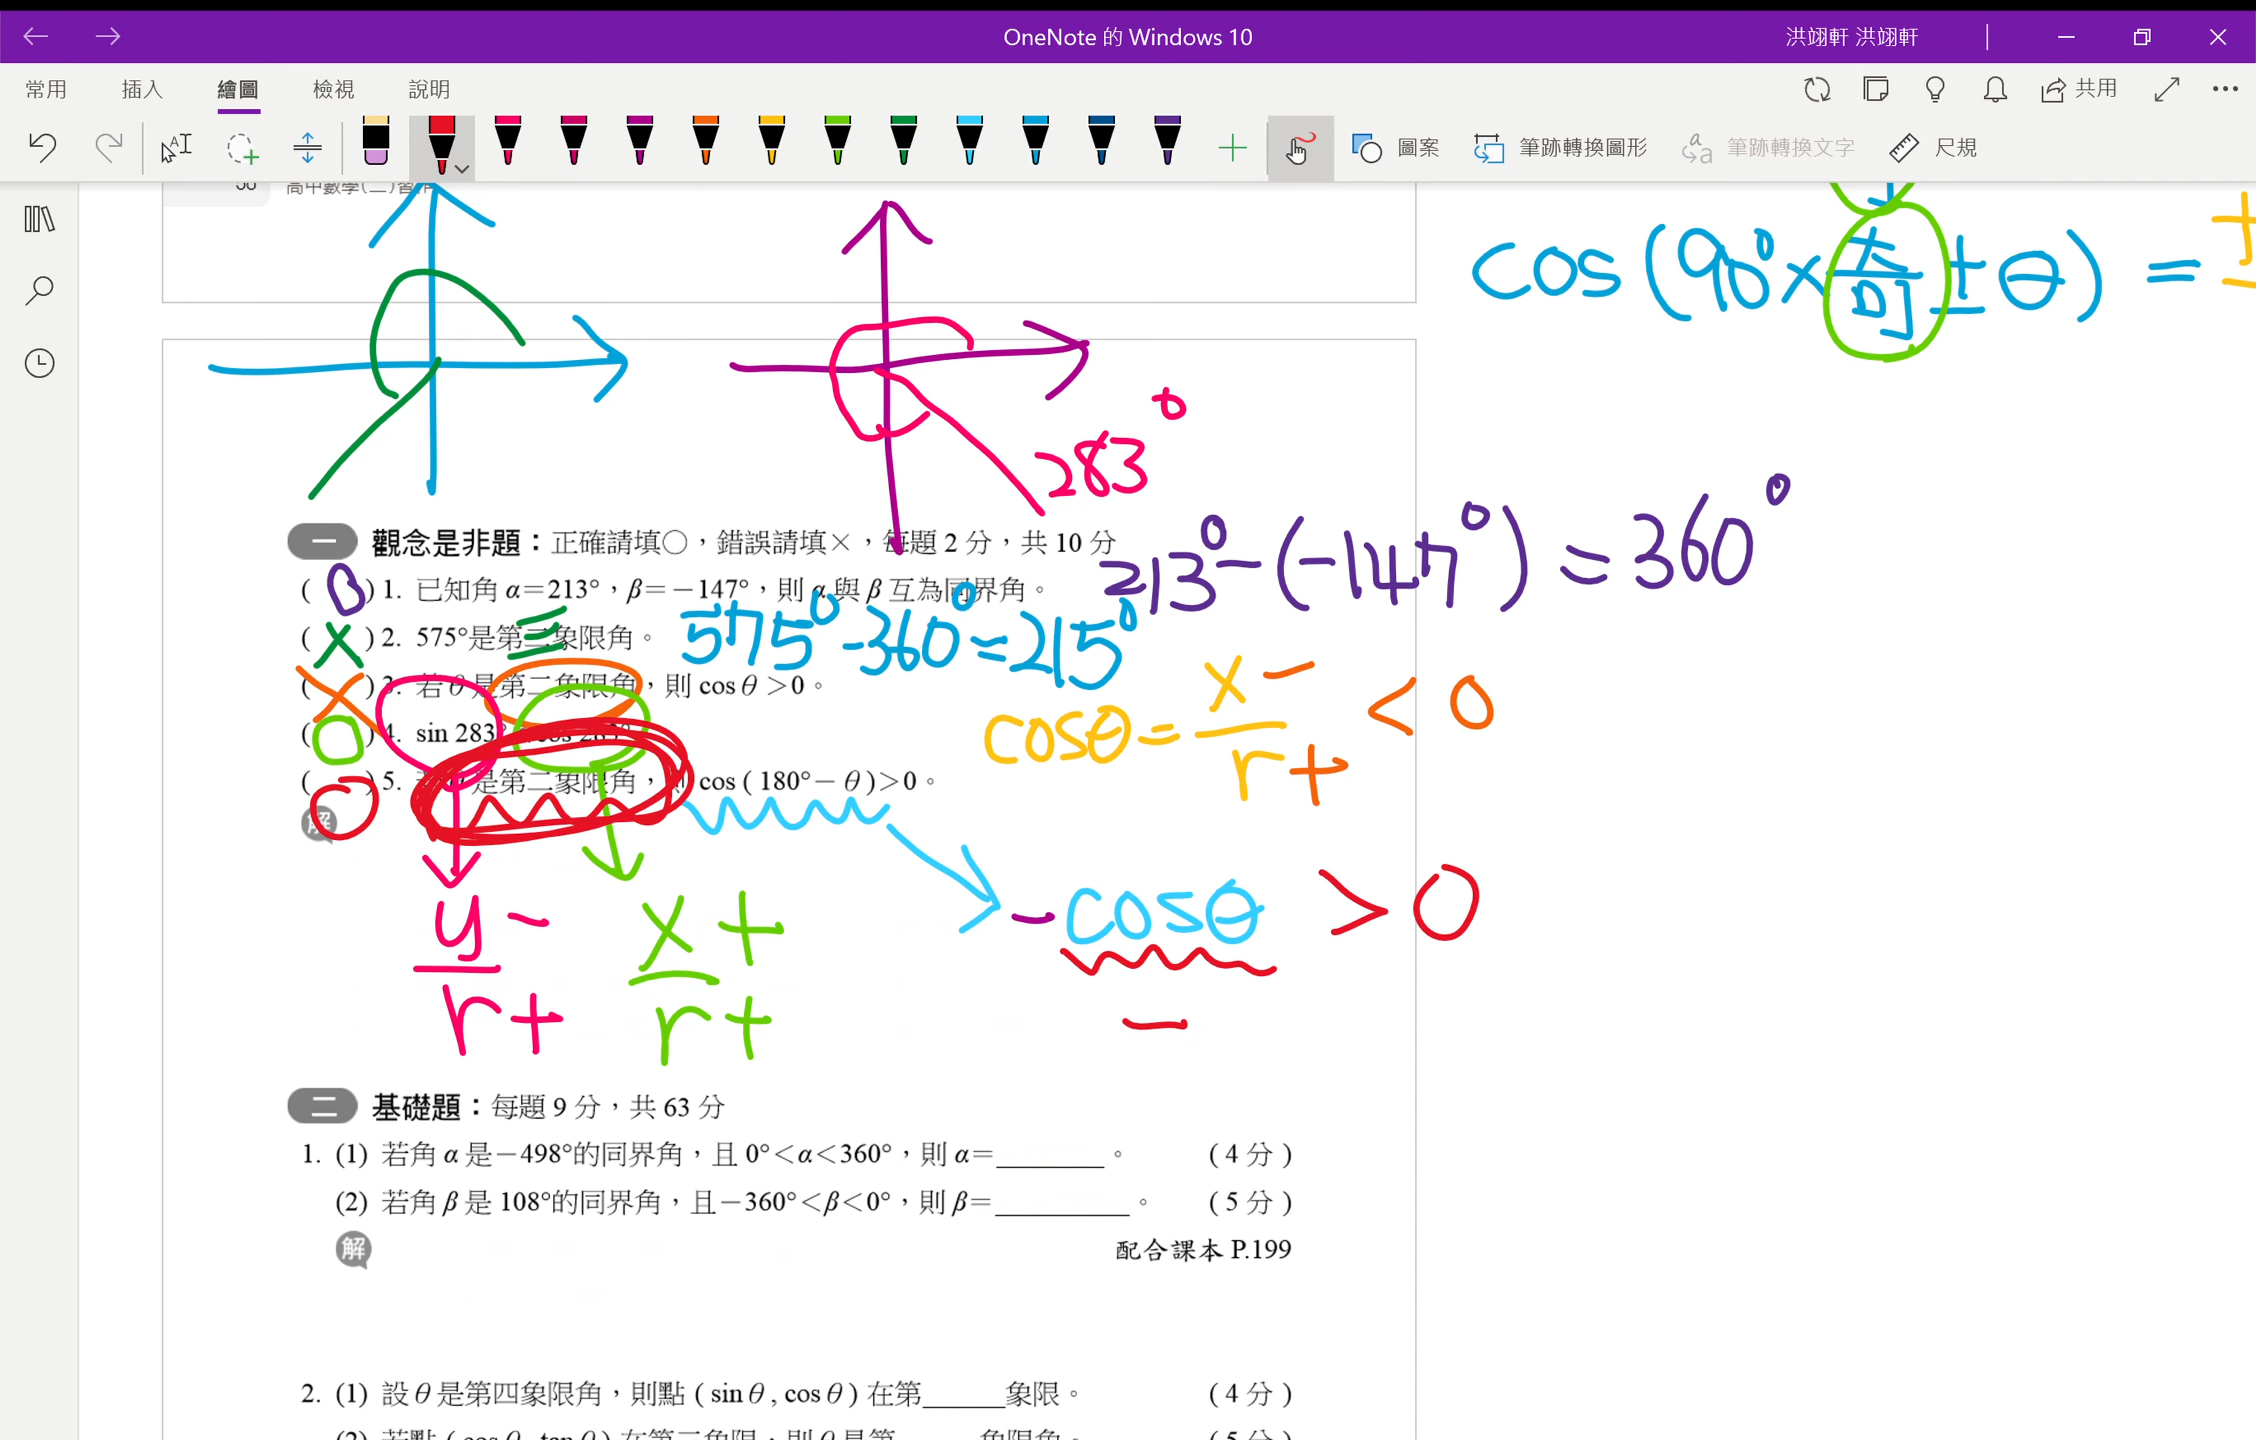 OneNote 的 Windows 10
洪翊軒 洪翊軒
常用 插入 繪圖 檢視 說明
共用
圖案 筆跡轉換圖形 筆跡轉換文字 尺規
cos(90°×奇±θ) = ±
283°
一 觀念是非題：正確請填○，錯誤請填×，每題 2 分，共 10 分
213° - (-147°) = 360°
( O ) 1. 已知角 α＝213°，β＝－147°，則 α 與 β 互為同界角。
( X ) 2. 575°是第二象限角。 三
575° - 360° = 215°
( X ) 3. 若 θ 是第二象限角，則 cos θ >0。
cosθ = x - / r + < 0
( O ) 4. sin 283° cos 283°
( O ) 5. 是第二象限角， cos ( 180°－ θ )>0。
解
- cosθ > 0
-
y - / r +
x + / r +
二 基礎題：每題 9 分，共 63 分
1. (1) 若角 α 是－498°的同界角，且 0°<α<360°，則 α＝________。 ( 4 分 )
(2) 若角 β 是 108°的同界角，且－360°<β<0°，則 β＝__________。 ( 5 分 )
解 配合課本 P.199
2. (1) 設 θ 是第四象限角，則點 ( sin θ , cos θ ) 在第______象限。 ( 4 分 )